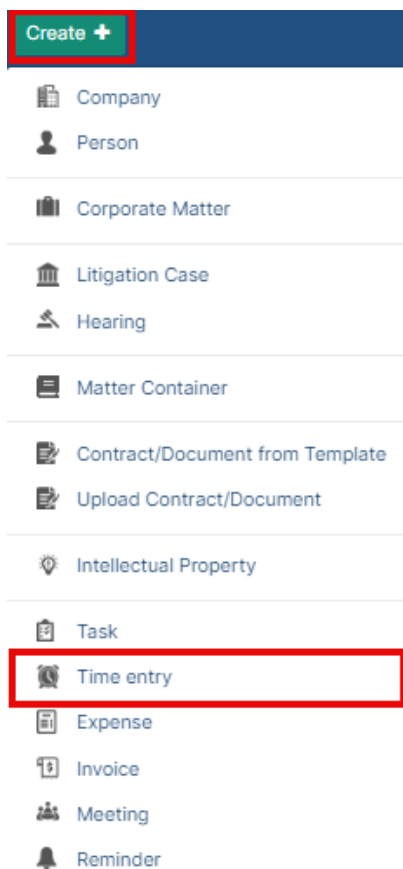 Create +
Company
Person
Corporate Matter
Litigation Case
Hearing
Matter Container
Contract/Document from Template
Upload Contract/Document
Intellectual Property
Task
Time entry
Expense
Invoice
Meeting
Reminder